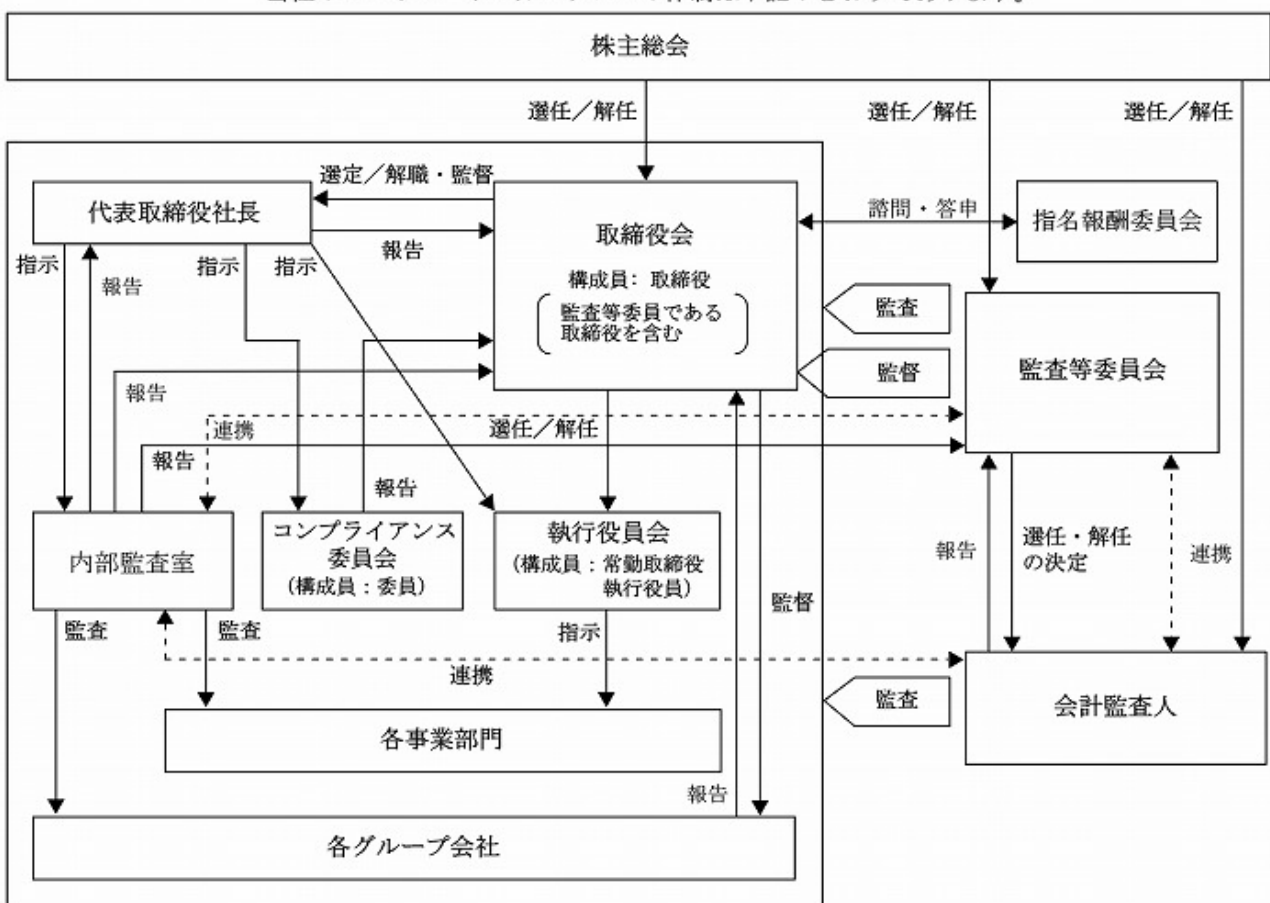 株主総会
選任／解任
選任／解任
選任／解任
選定／解職・監督
代表取締役社長
報告
取締役会
構成員：取締役
監査等委員である
取締役を含む
諮問・答申
指名報酬委員会
指示
報告
指示
指示
監査
監督
監査等委員会
報告
連携
選任／解任
報告
報告
内部監査室
コンプライアンス
委員会
(構成員：委員)
執行役員会
(構成員：常勤取締役
執行役員)
報告
選任・解任
の決定
連携
監査
監査
指示
監督
連携
監査
会計監査人
各事業部門
報告
各グループ会社